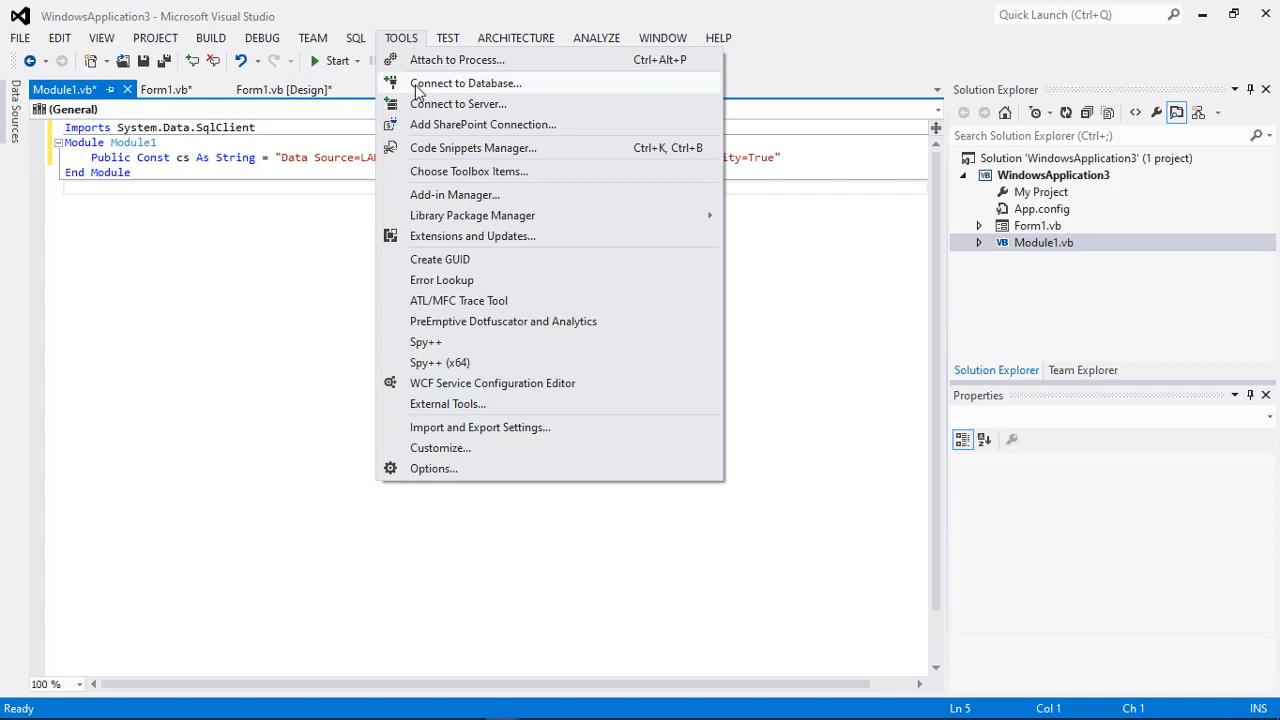 WindowsApplication3 - Microsoft Visual Studio
Quick Launch (Ctrl+Q)
FILE EDIT VIEW PROJECT BUILD DEBUG TEAM SQL TOOLS TEST ARCHITECTURE ANALYZE WINDOW HELP
Start
Data Sources
Module1.vb* Form1.vb* Form1.vb [Design]*
(General)
Imports System.Data.SqlClient
Module Module1
Public Const cs As String = "Data Source=LA ity=True"
End Module
Attach to Process... Ctrl+Alt+P
Connect to Database...
Connect to Server...
Add SharePoint Connection...
Code Snippets Manager... Ctrl+K, Ctrl+B
Choose Toolbox Items...
Add-in Manager...
Library Package Manager
Extensions and Updates...
Create GUID
Error Lookup
ATL/MFC Trace Tool
PreEmptive Dotfuscator and Analytics
Spy++
Spy++ (x64)
WCF Service Configuration Editor
External Tools...
Import and Export Settings...
Customize...
Options...
Solution Explorer
Search Solution Explorer (Ctrl+;)
Solution 'WindowsApplication3' (1 project)
WindowsApplication3
My Project
App.config
Form1.vb
VB Module1.vb
Solution Explorer Team Explorer
Properties
100 %
Ready Ln 5 Col 1 Ch 1 INS